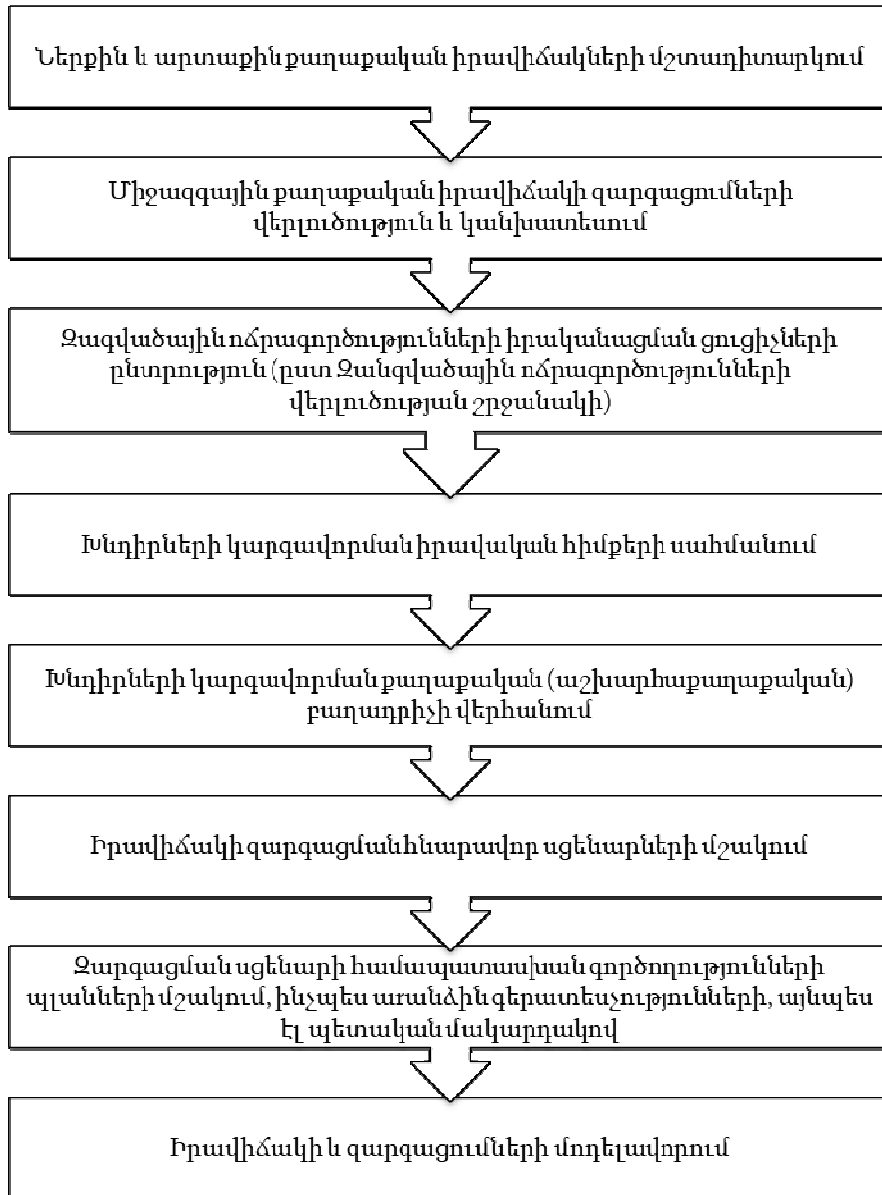 Ներքին և արտաքին քաղաքական իրավիճակների մշտադիտարկում
Միջազգային քաղաքական իրավիճակի զարգացումների
վերլուծություն և կանխատեսում
Զագվածային ոճրագործությունների իրականացման ցուցիչների
ընտրություն (ըստ Զանգվածային ոճրագործությունների
վերլուծության շրջանակի)
Խնդիրների կարգավորման իրավական հիմքերի սահմանում
Խնդիրների կարգավորման քաղաքական (աշխարհաքաղաքական)
բաղադրիչի վերհանում
Իրավիճակի զարգացման հնարավոր սցենարների մշակում
Զարգացման սցենարի համապատասխան գործողությունների
պլանների մշակում, ինչպես առանձին գերատեսչությունների, այնպես
էլ պետական մակարդակով
Իրավիճակի և զարգացումների մոդելավորում